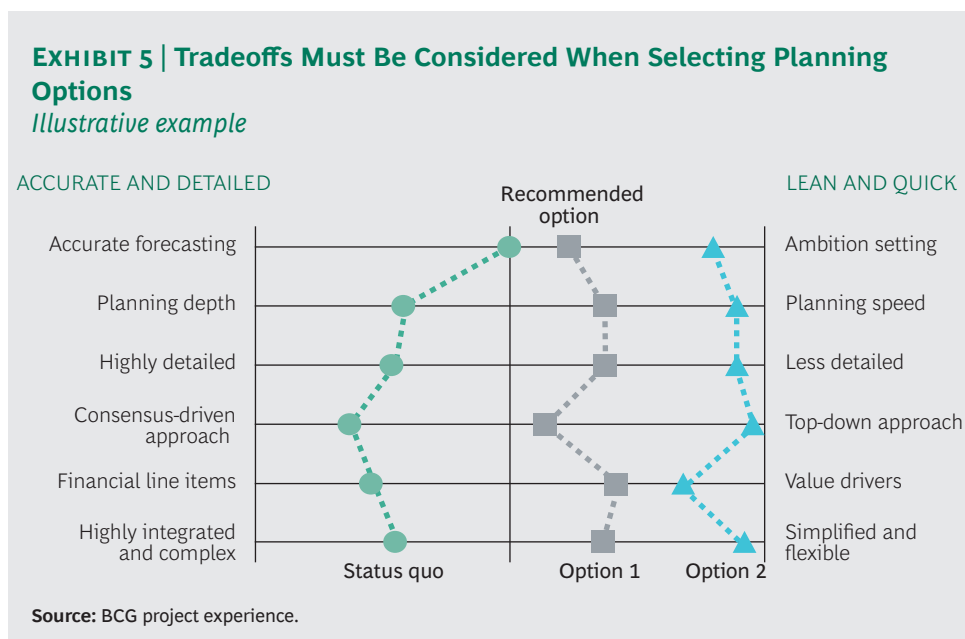 EXHIBIT 5 | Tradeoffs Must Be Considered When Selecting Planning
Options
Illustrative example
ACCURATE AND DETAILED
LEAN AND QUICK
Recommended
option
Accurate forecasting
Ambition setting
Planning depth
Planning speed
Highly detailed
Less detailed
Consensus-driven
approach
Top-down approach
Financial line items
Value drivers
Highly integrated
and complex
Simplified and
flexible
Status quo
Option 1
Option 2
Source: BCG project experience.